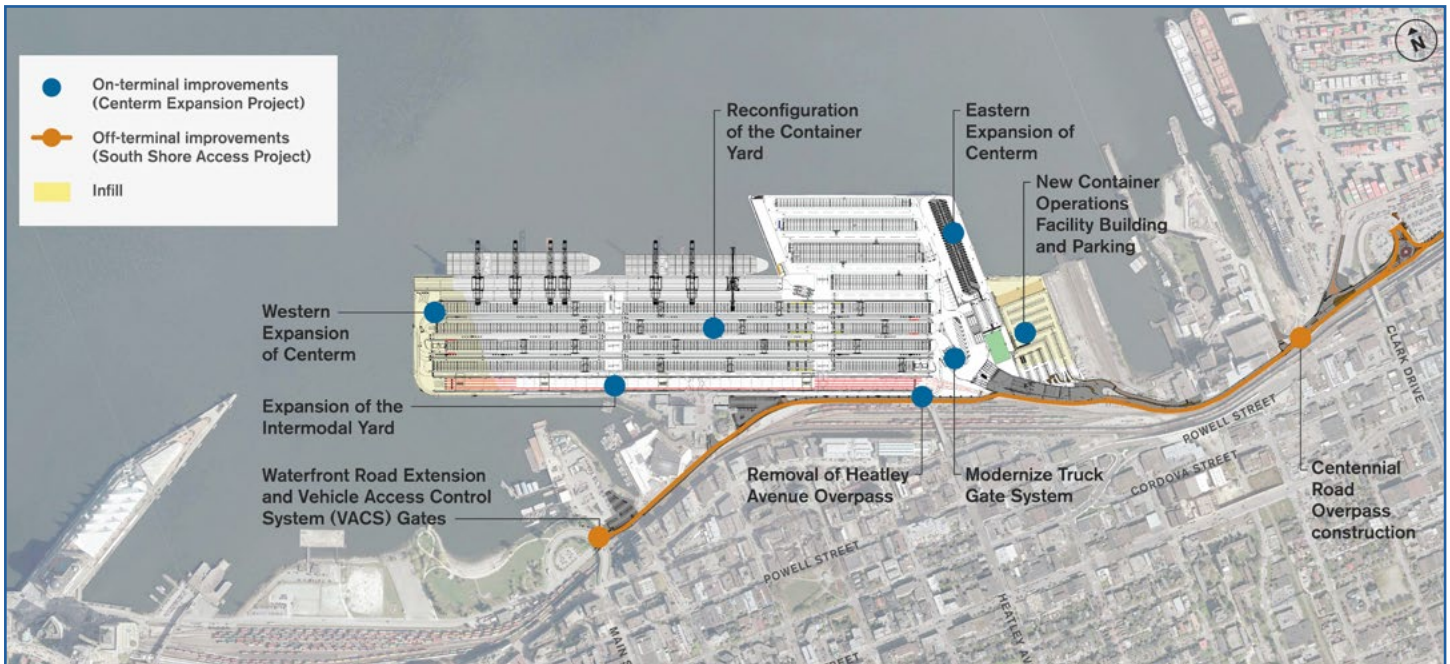 N
On-terminal improvements
(Centerm Expansion Project)
Off-terminal improvements
(South Shore Access Project)
Infill
Reconfiguration
of the Container
Yard
Eastern
Expansion of
Centerm
New Container
Operations
Facility Building
and Parking
Western
Expansion
of Centerm
Expansion of the
Intermodal Yard
Waterfront Road Extension
and Vehicle Access Control
System (VACS) Gates
Removal of Heatley
Avenue Overpass
Modernize Truck
Gate System
Centennial
Road
Overpass
construction
CLARK DRIVE
POWELL STREET
CORDOVA STREET
POWELL STREET
HEATLEY AV
MAIN S